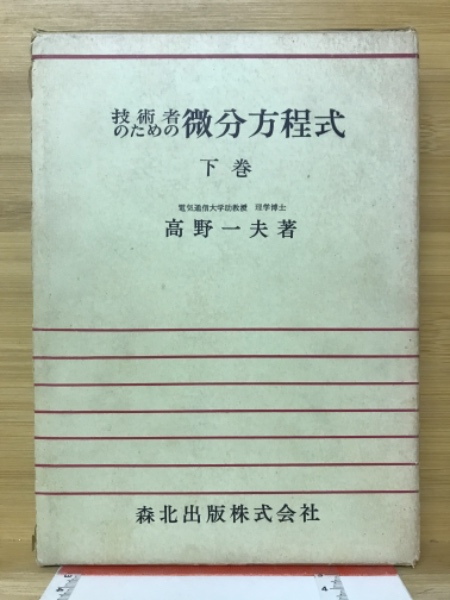 技術者のための微分方程式
下巻
電気通信大学助教授 理学博士
高野一夫著
森北出版株式会社